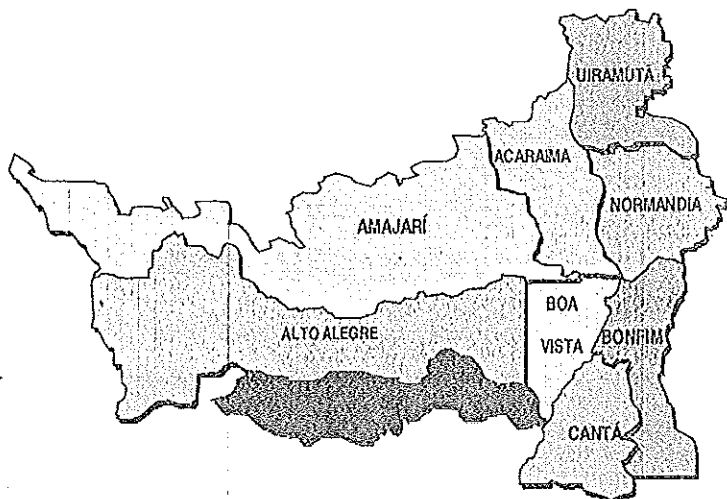 UIRAMUTÃ
ACARAIMA
NORMANDIA
AMAJARÍ
BOA
VISTA
ALTO ALEGRE
BONFIM
CANTÁ